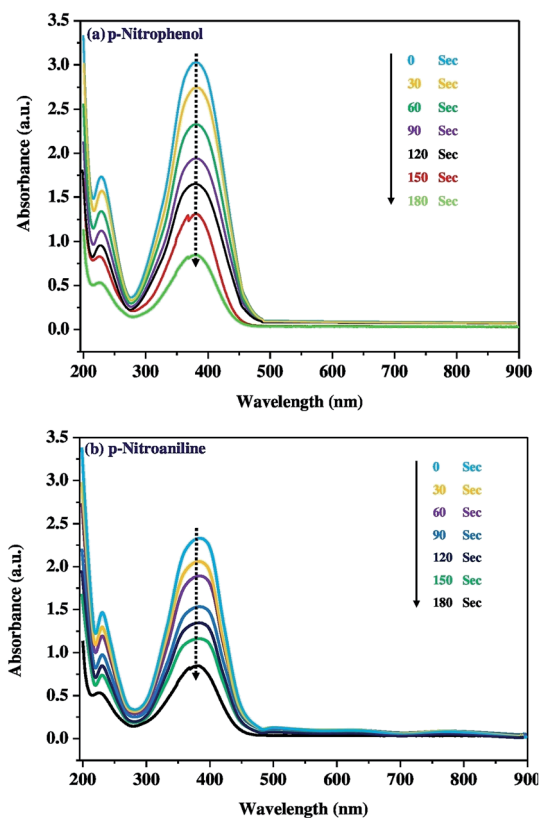 (a) p-Nitrophenol
3.5
3.0
2.5
2.0
1.5
1.0
0.5
0.0
Absorbance (a.u.)
0 Sec
30 Sec
60 Sec
90 Sec
120 Sec
150 Sec
180 Sec
200 300 400 500 600 700 800 900
Wavelength (nm)
(b) p-Nitroaniline
3.5
3.0
2.5
2.0
1.5
1.0
0.5
0.0
Absorbance (a.u.)
0 Sec
30 Sec
60 Sec
90 Sec
120 Sec
150 Sec
180 Sec
200 300 400 500 600 700 800 900
Wavelength (nm)